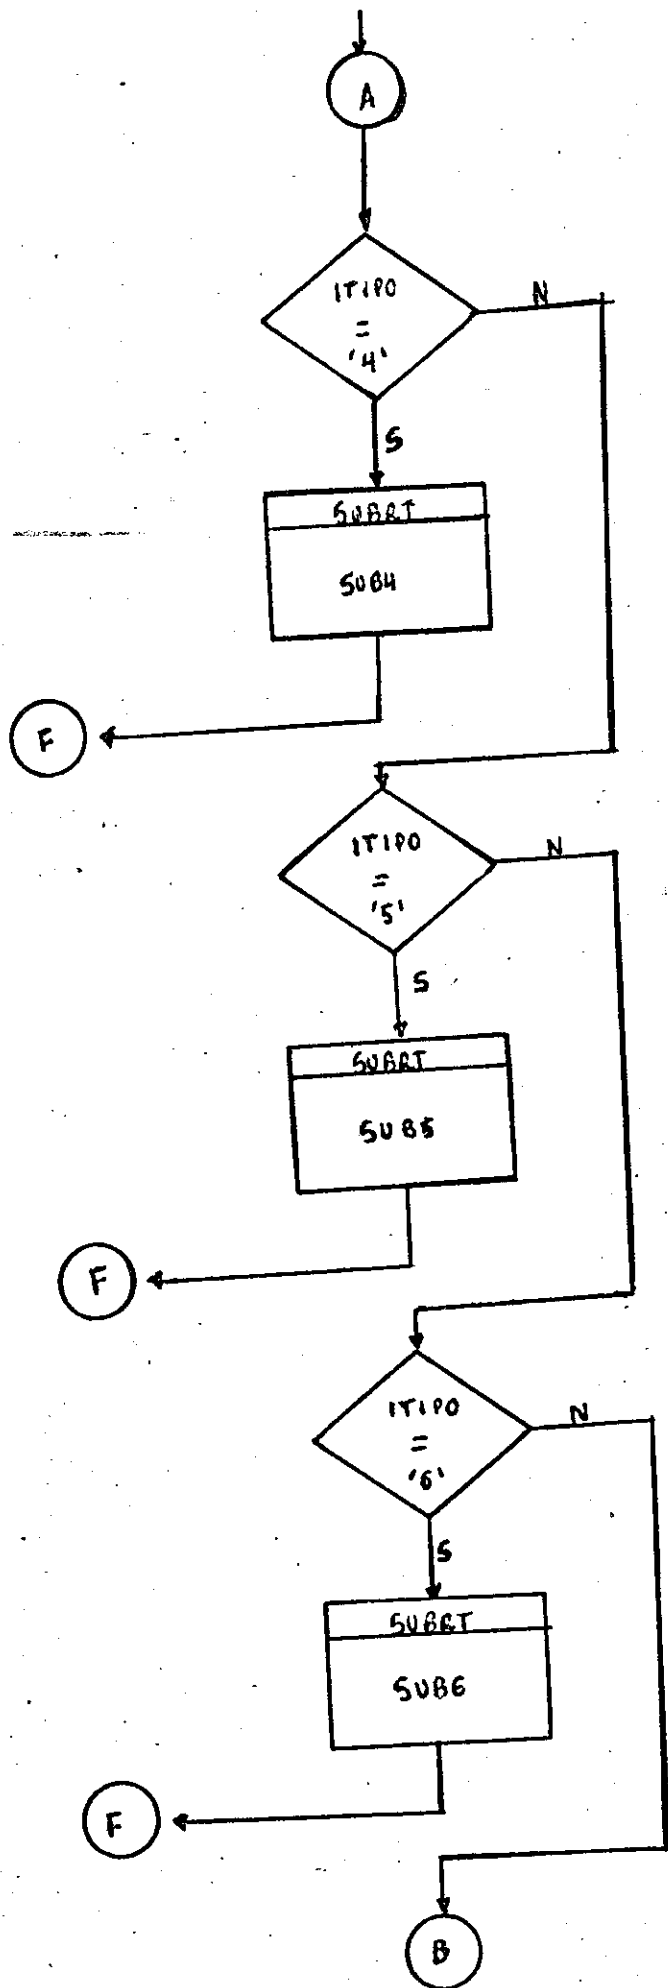 A
ITIPO
N
=
'4'
S
SUBRT
SUB4
F
ITIPO
N
=
'5'
S
SUBRT
SUB5
F
ITIPO
N
=
'6'
S
SUBRT
SUB6
F
B